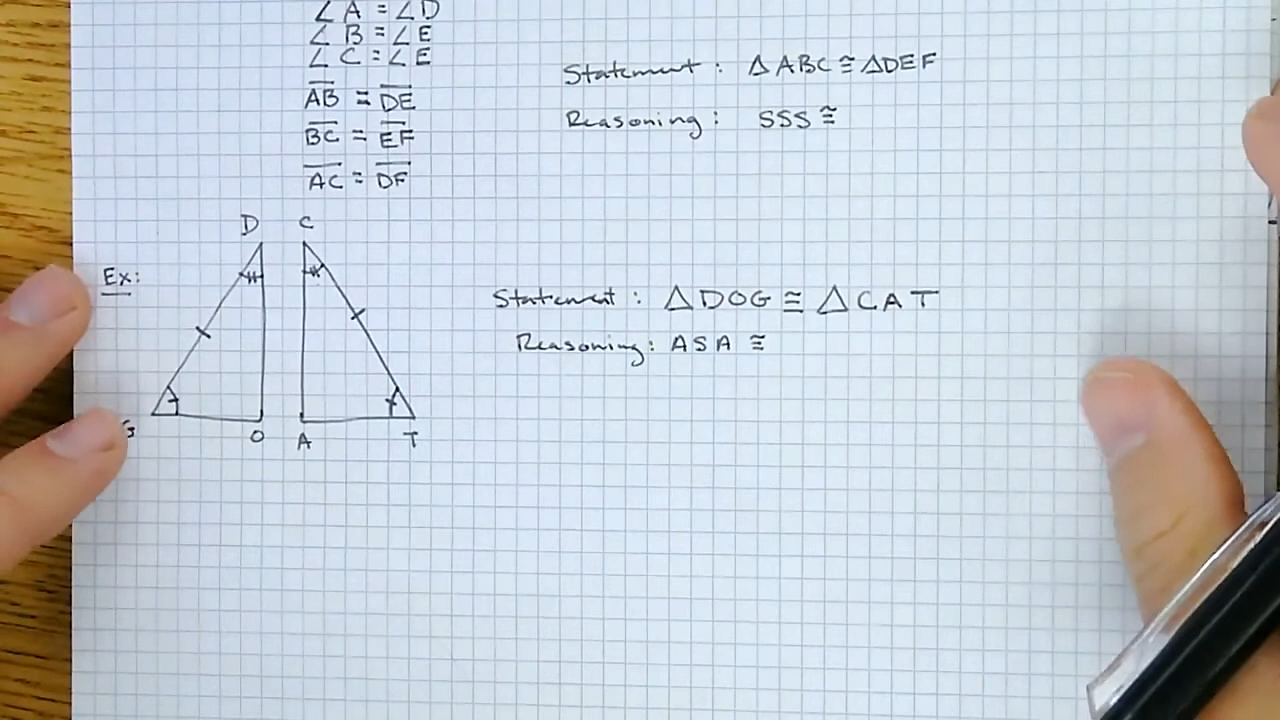 ∠A = ∠D
∠B = ∠E
∠C = ∠E
AB = DE
BC = EF
AC = DF
Statement: △ABC ≅ △DEF
Reasoning: SSS ≅
Ex:
D C
G O A T
Statement: △DOG ≅ △CAT
Reasoning: ASA ≅